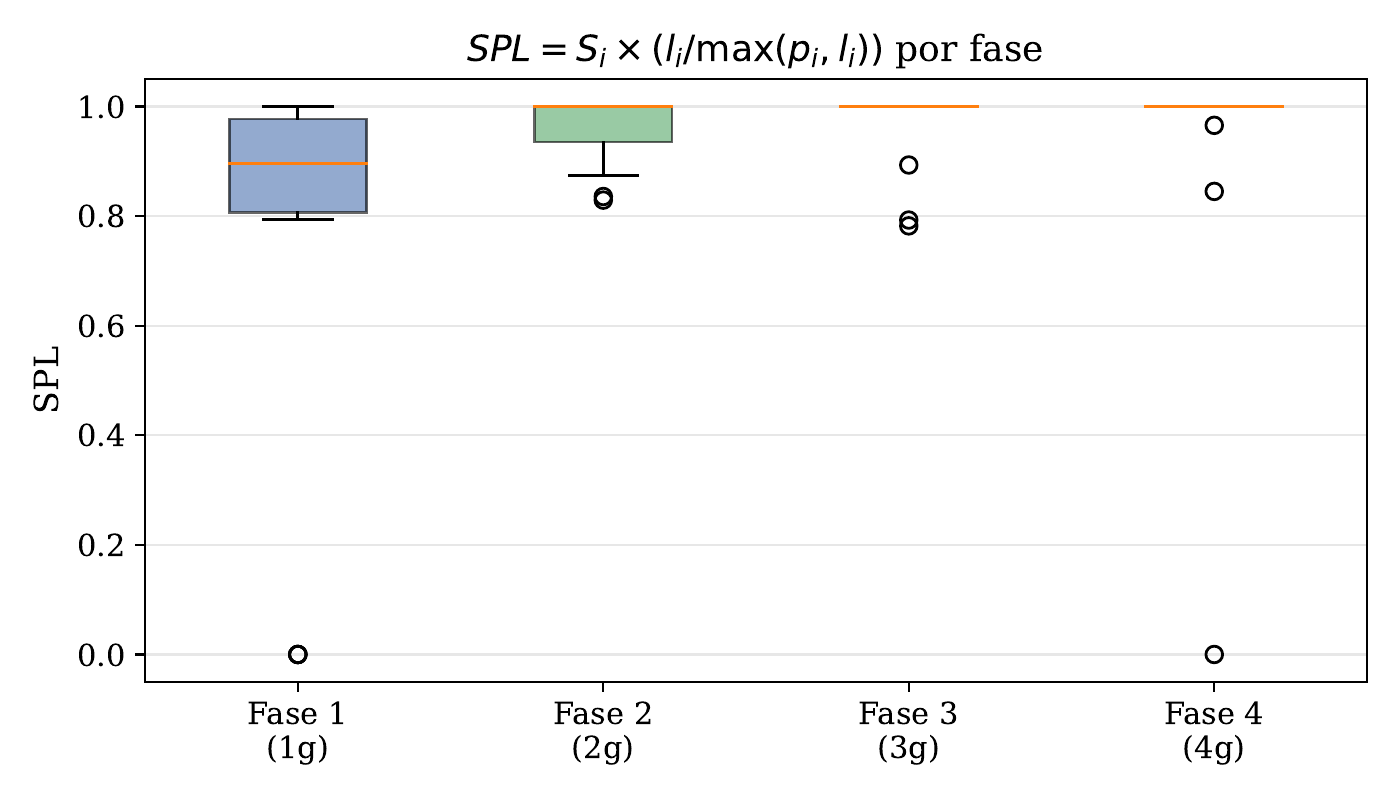 SPL = S_i × (l_i/max(p_i, l_i)) por fase
SPL
1.0
0.8
0.6
0.4
0.2
0.0
Fase 1
(1g)
Fase 2
(2g)
Fase 3
(3g)
Fase 4
(4g)